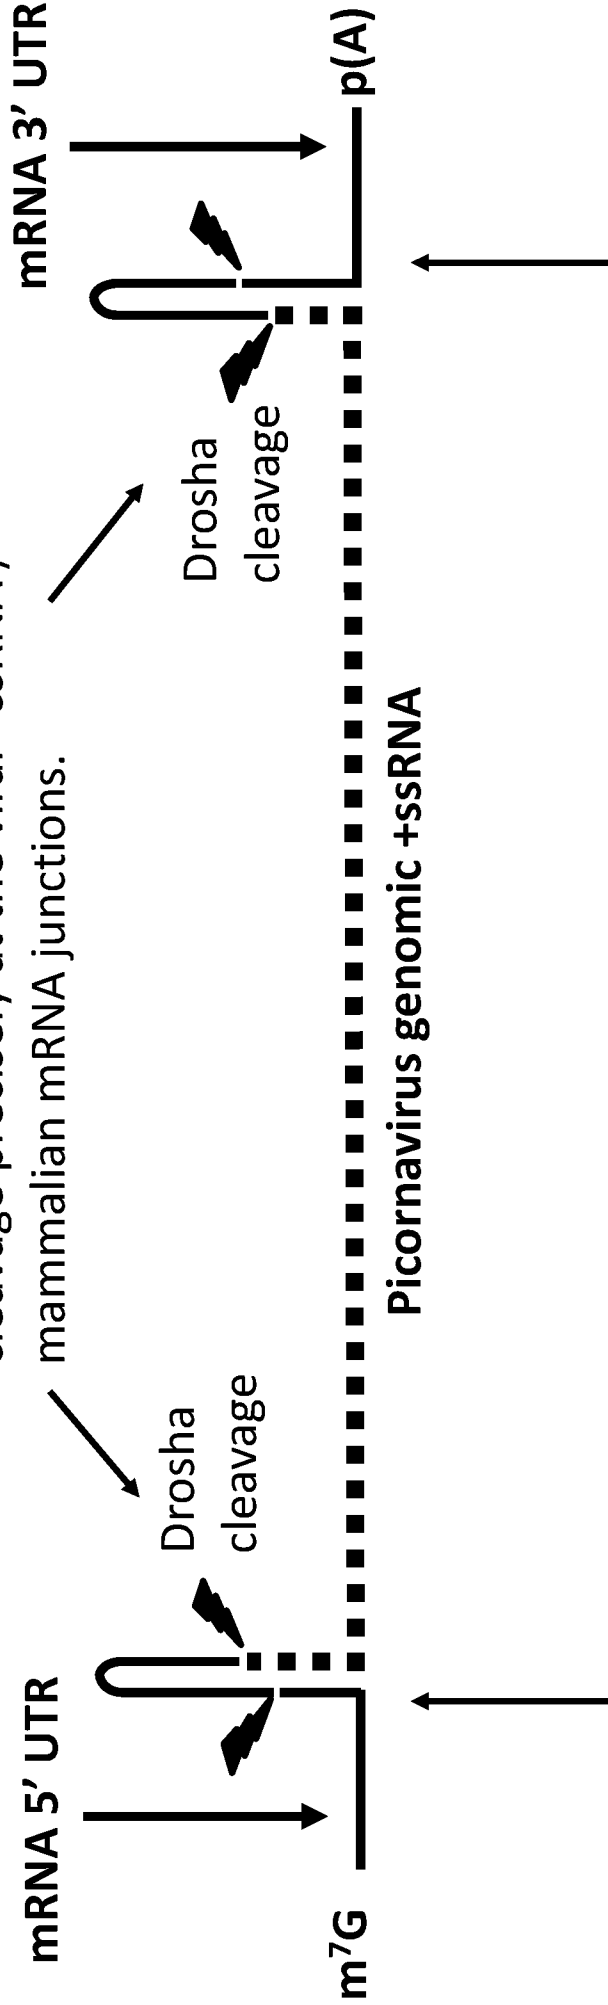 mammalian mRNA junctions.
mRNA 5’ UTR
mRNA 3’ UTR
Drosha
cleavage
Drosha
cleavage
m⁷G
p(A)
Picornavirus genomic +ssRNA